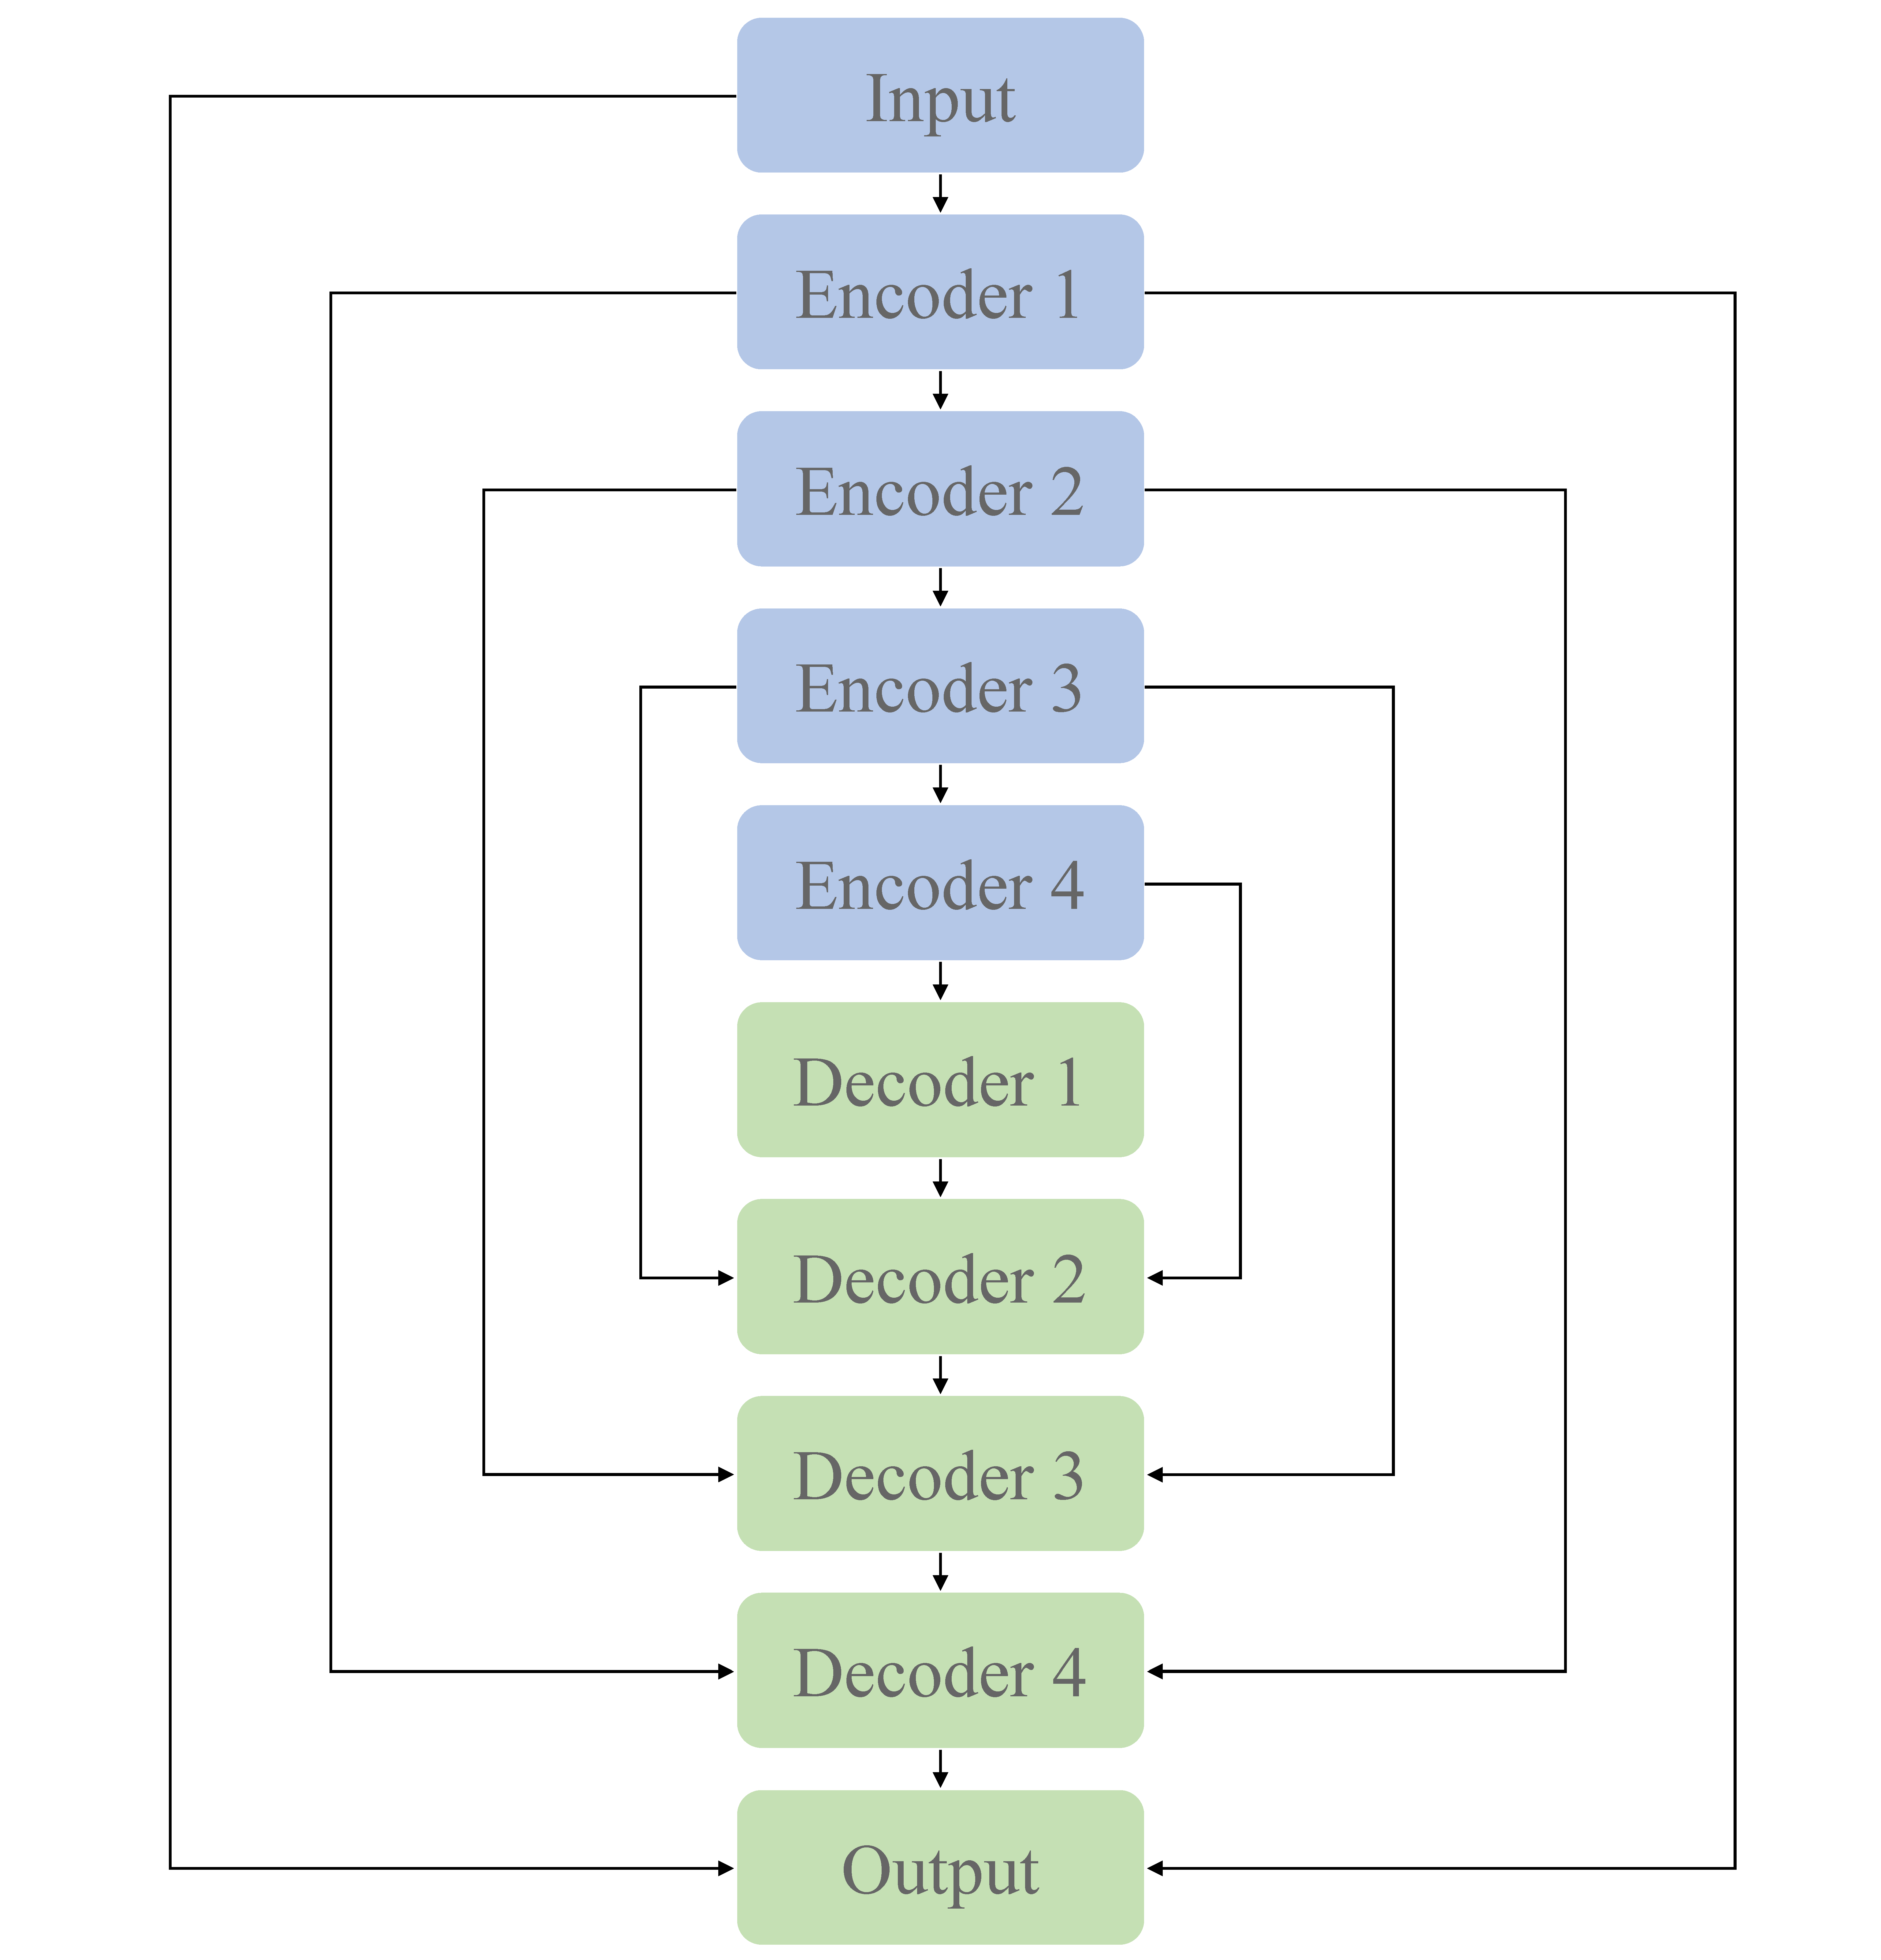 Input
Encoder 1
Encoder 2
Encoder 3
Encoder 4
Decoder 1
Decoder 2
Decoder 3
Decoder 4
Output